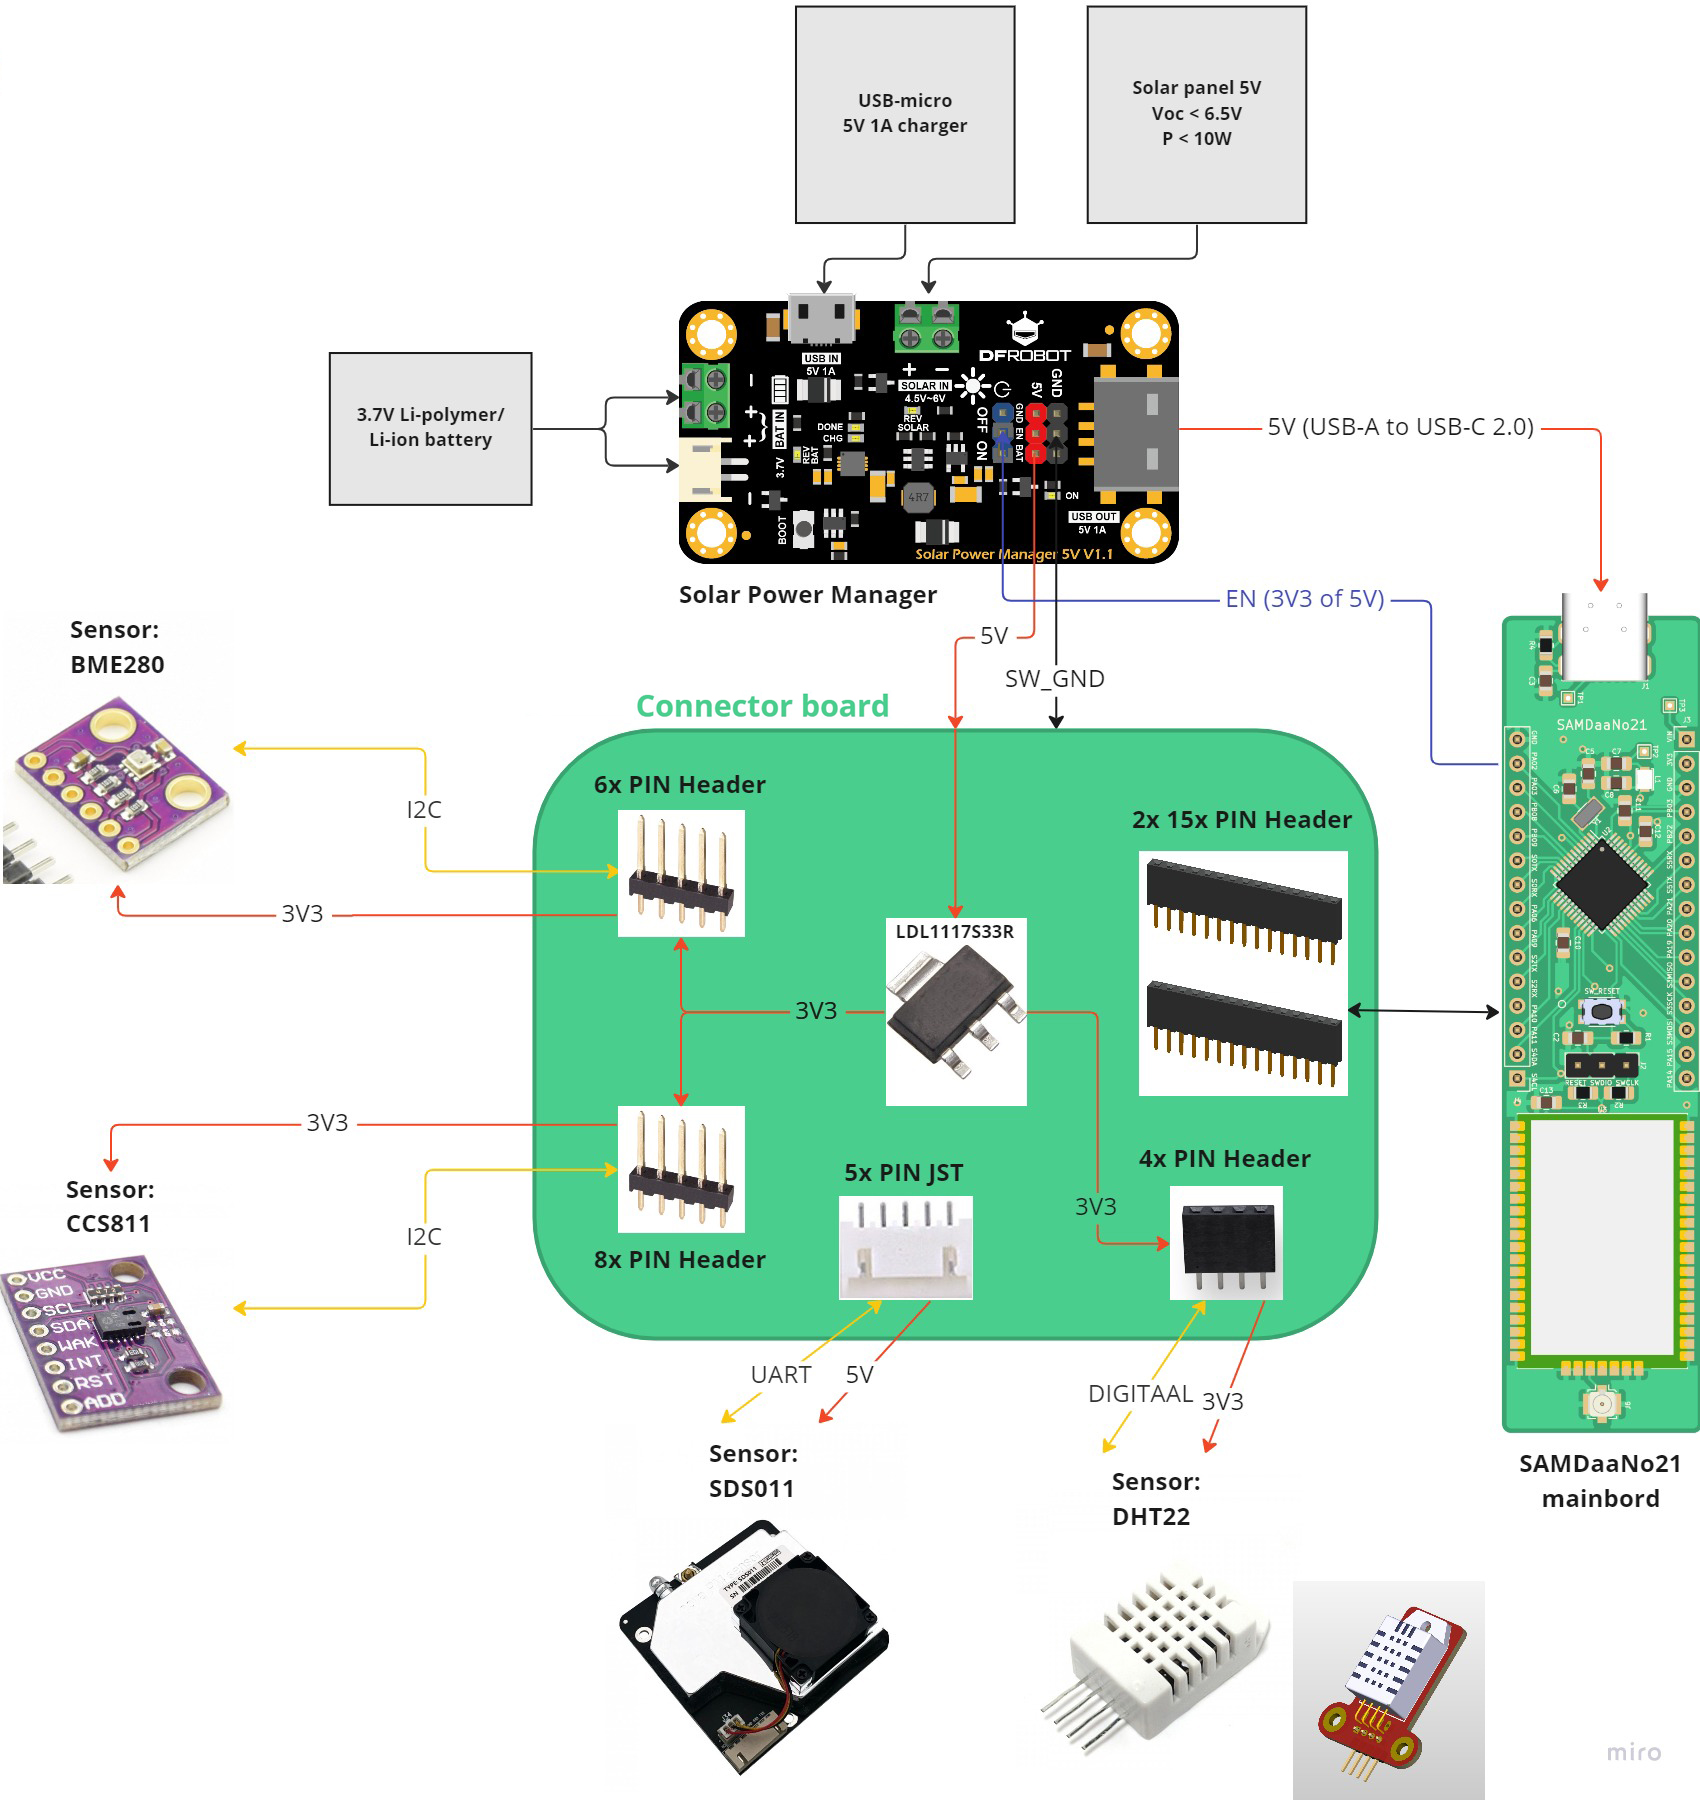 USB-micro
5V 1A charger
Solar panel 5V
Voc < 6.5V
P < 10W
3.7V Li-polymer/
Li-ion battery
USB IN
5V 1A
SOLAR IN
4.5V~6V
DFROBOT
BAT IN
3.7V
DONE
CHG
REV
BAT
REV
SOLAR
BOOT
4R7
OFF ON
GND EN BAT
5V
GND
ON
USB OUT
5V 1A
Solar Power Manager 5V V1.1
Solar Power Manager
5V (USB-A to USB-C 2.0)
EN (3V3 of 5V)
5V
SW_GND
Sensor:
BME280
I2C
3V3
Connector board
6x PIN Header
2x 15x PIN Header
LDL1117S33R
3V3
3V3
8x PIN Header
5x PIN JST
4x PIN Header
3V3
I2C
Sensor:
CCS811
VCC
GND
SCL
SDA
WAK
INT
RST
ADD
UART
5V
DIGITAAL
3V3
Sensor:
SDS011
Sensor:
DHT22
SAMDaaNo21
SW_RESET
RESET SWDIO SWCLK
SAMDaaNo21
mainbord
miro